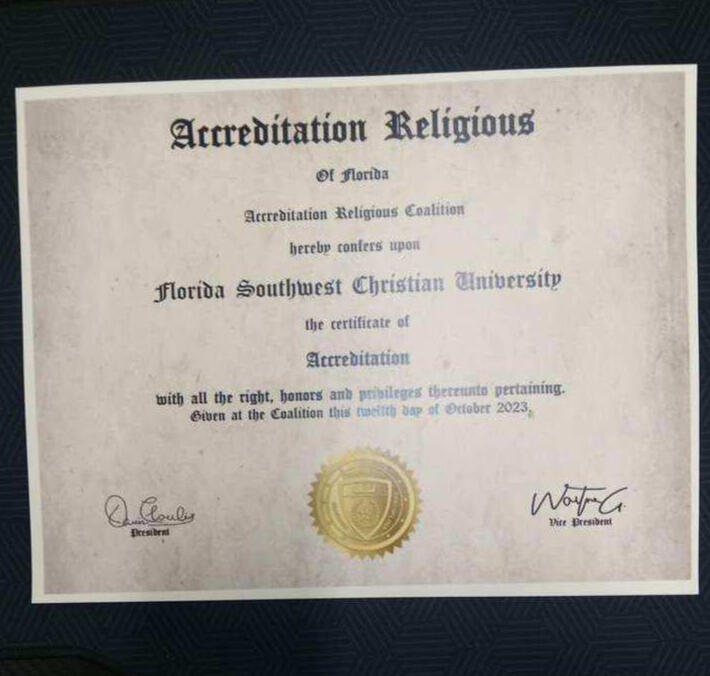 Accreditation Religious
Of Florida
Accreditation Religious Coalition
hereby confers upon
Florida Southwest Christian University
the certificate of
Accreditation
with all the right, honors and privileges thereunto pertaining.
Given at the Coalition this twelfth day of October 2023,
President
Vice President